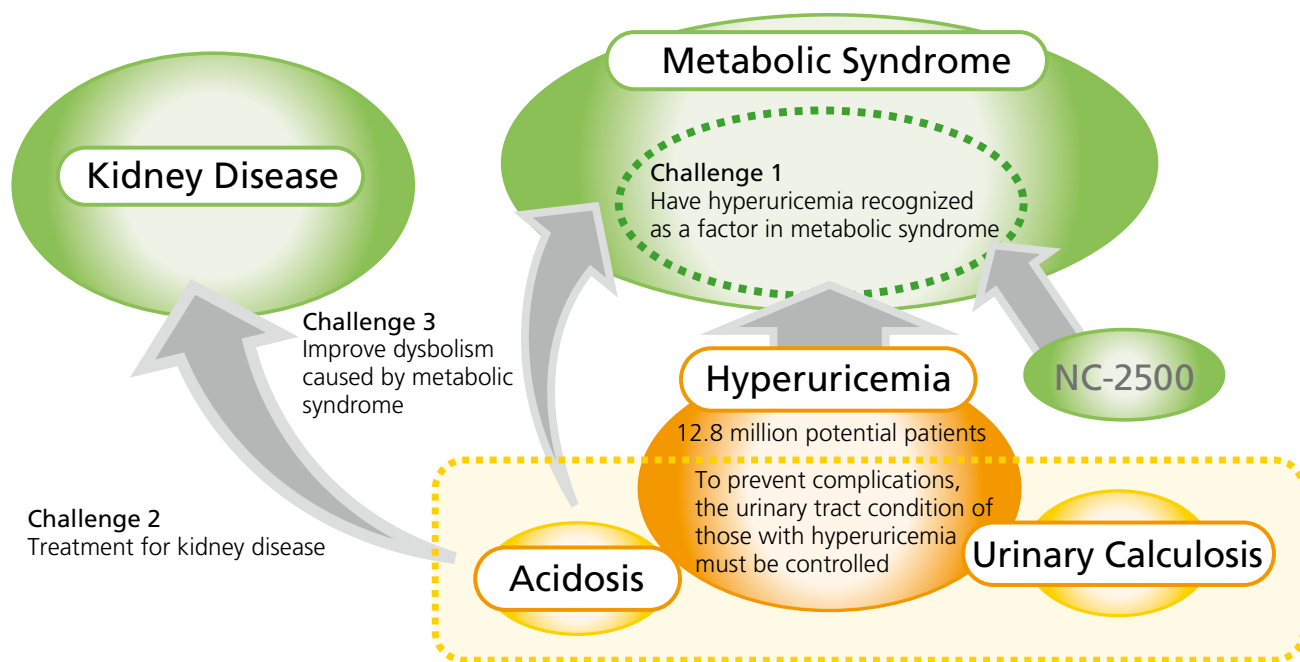 Metabolic Syndrome
Kidney Disease
Challenge 1
Have hyperuricemia recognized
as a factor in metabolic syndrome
Challenge 3
Improve dysbolism
caused by metabolic
syndrome
Hyperuricemia
NC-2500
12.8 million potential patients
To prevent complications,
the urinary tract condition of
those with hyperuricemia
must be controlled
Challenge 2
Treatment for kidney disease
Acidosis
Urinary Calculosis